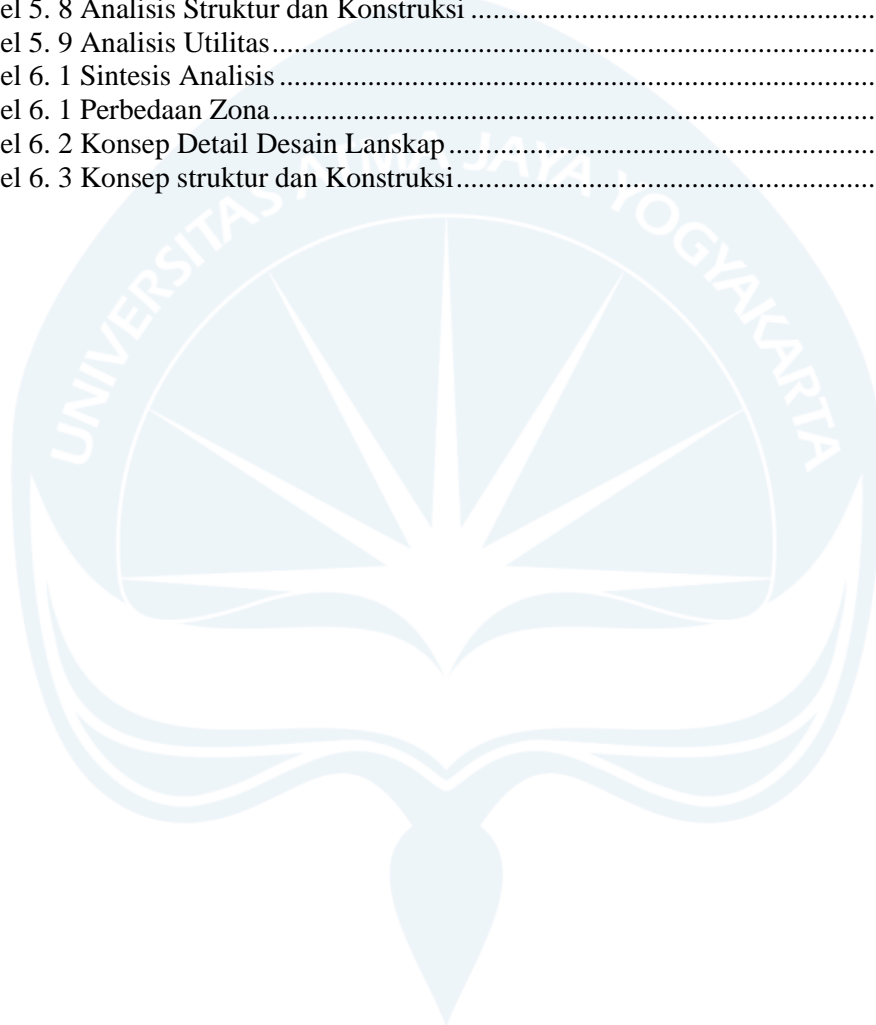 el 5. 8 Analisis Struktur dan Konstruksi ........................................................
el 5. 9 Analisis Utilitas...................................................................................
el 6. 1 Sintesis Analisis ..................................................................................
el 6. 1 Perbedaan Zona...................................................................................
el 6. 2 Konsep Detail Desain Lanskap ...........................................................
el 6. 3 Konsep struktur dan Konstruksi..........................................................
UNIVERSITAS ATMA JAYA YOGYAKARTA